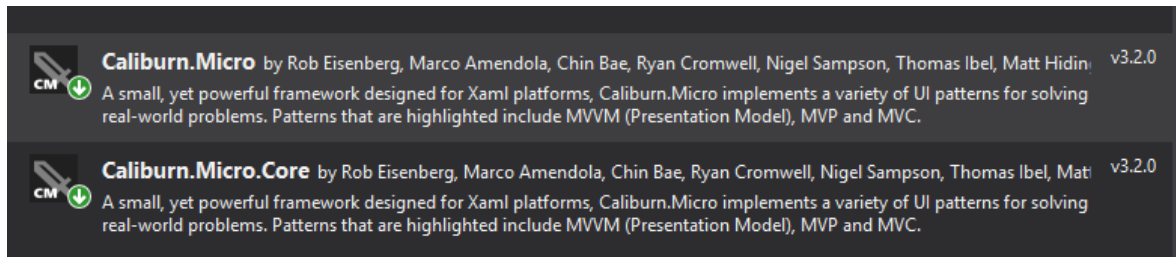 Caliburn.Micro by Rob Eisenberg, Marco Amendola, Chin Bae, Ryan Cromwell, Nigel Sampson, Thomas Ibel, Matt Hiding v3.2.0
CM
A small, yet powerful framework designed for Xaml platforms, Caliburn.Micro implements a variety of UI patterns for solving
real-world problems. Patterns that are highlighted include MVVM (Presentation Model), MVP and MVC.
Caliburn.Micro.Core by Rob Eisenberg, Marco Amendola, Chin Bae, Ryan Cromwell, Nigel Sampson, Thomas Ibel, Matt v3.2.0
CM
A small, yet powerful framework designed for Xaml platforms, Caliburn.Micro implements a variety of UI patterns for solving
real-world problems. Patterns that are highlighted include MVVM (Presentation Model), MVP and MVC.